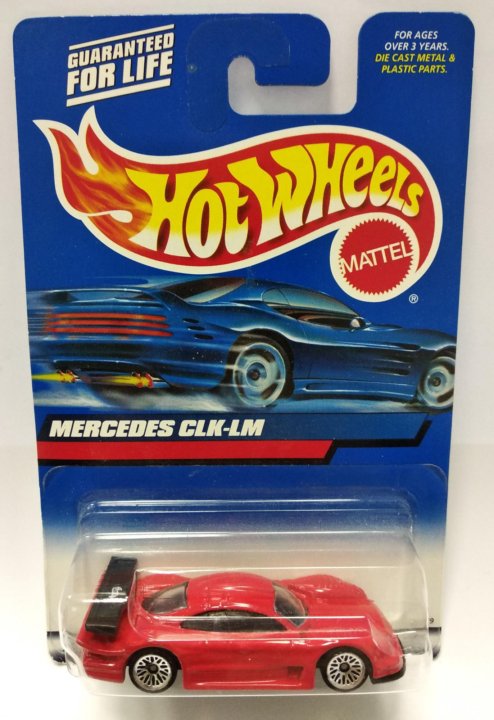 GUARANTEED
FOR LIFE
FOR AGES
OVER 3 YEARS.
DIE CAST METAL &
PLASTIC PARTS.
HOT WHEELS
MATTEL
®
MERCEDES CLK-LM
9